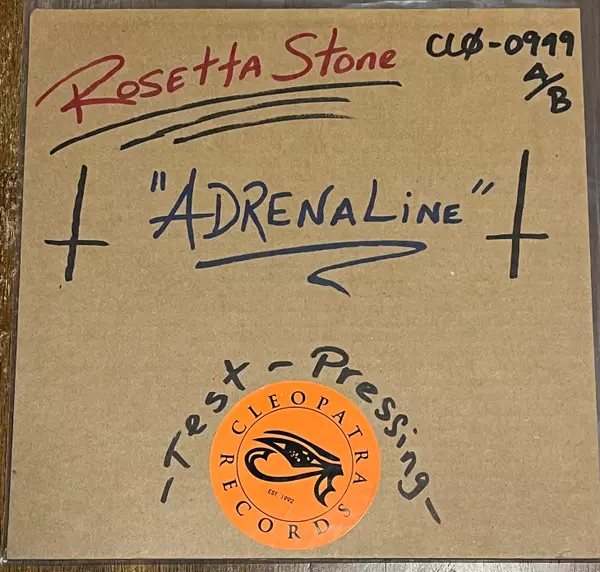 Rosetta Stone
CLØ-0999
A/B
"ADRENALiNE"
-Test-Pressing-
CLEOPATRA
RECORDS
EST 1992